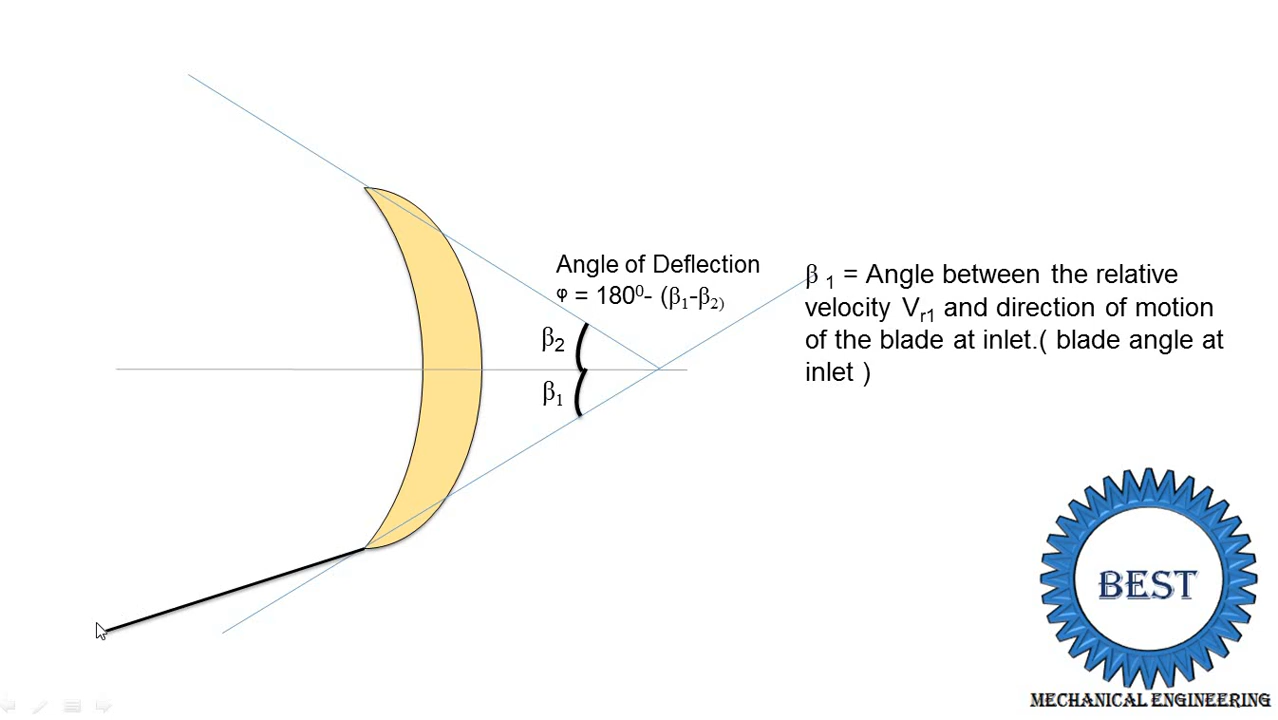 Angle of Deflection
φ = 180⁰- (β₁-β₂₎
β₂
β₁
β ₁ = Angle between the relative
velocity Vᵣ₁ and direction of motion
of the blade at inlet.( blade angle at
inlet )
BEST
MECHANICAL ENGINEERING